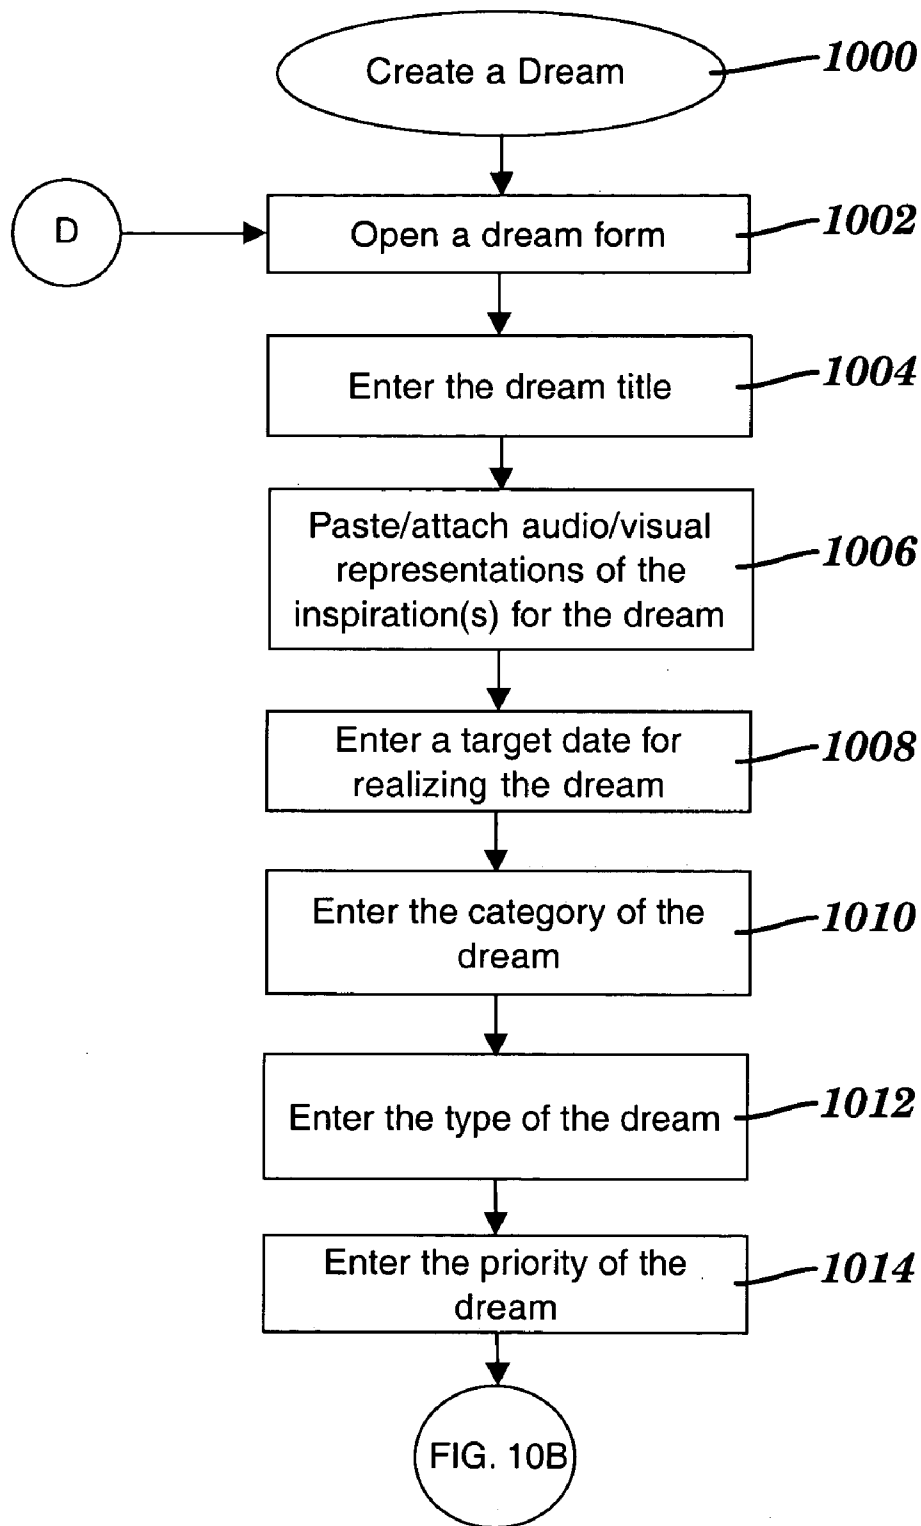 Create a Dream
1000
D
Open a dream form
1002
Enter the dream title
1004
Paste/attach audio/visual
representations of the
inspiration(s) for the dream
1006
Enter a target date for
realizing the dream
1008
Enter the category of the
dream
1010
Enter the type of the dream
1012
Enter the priority of the
dream
1014
FIG. 10B